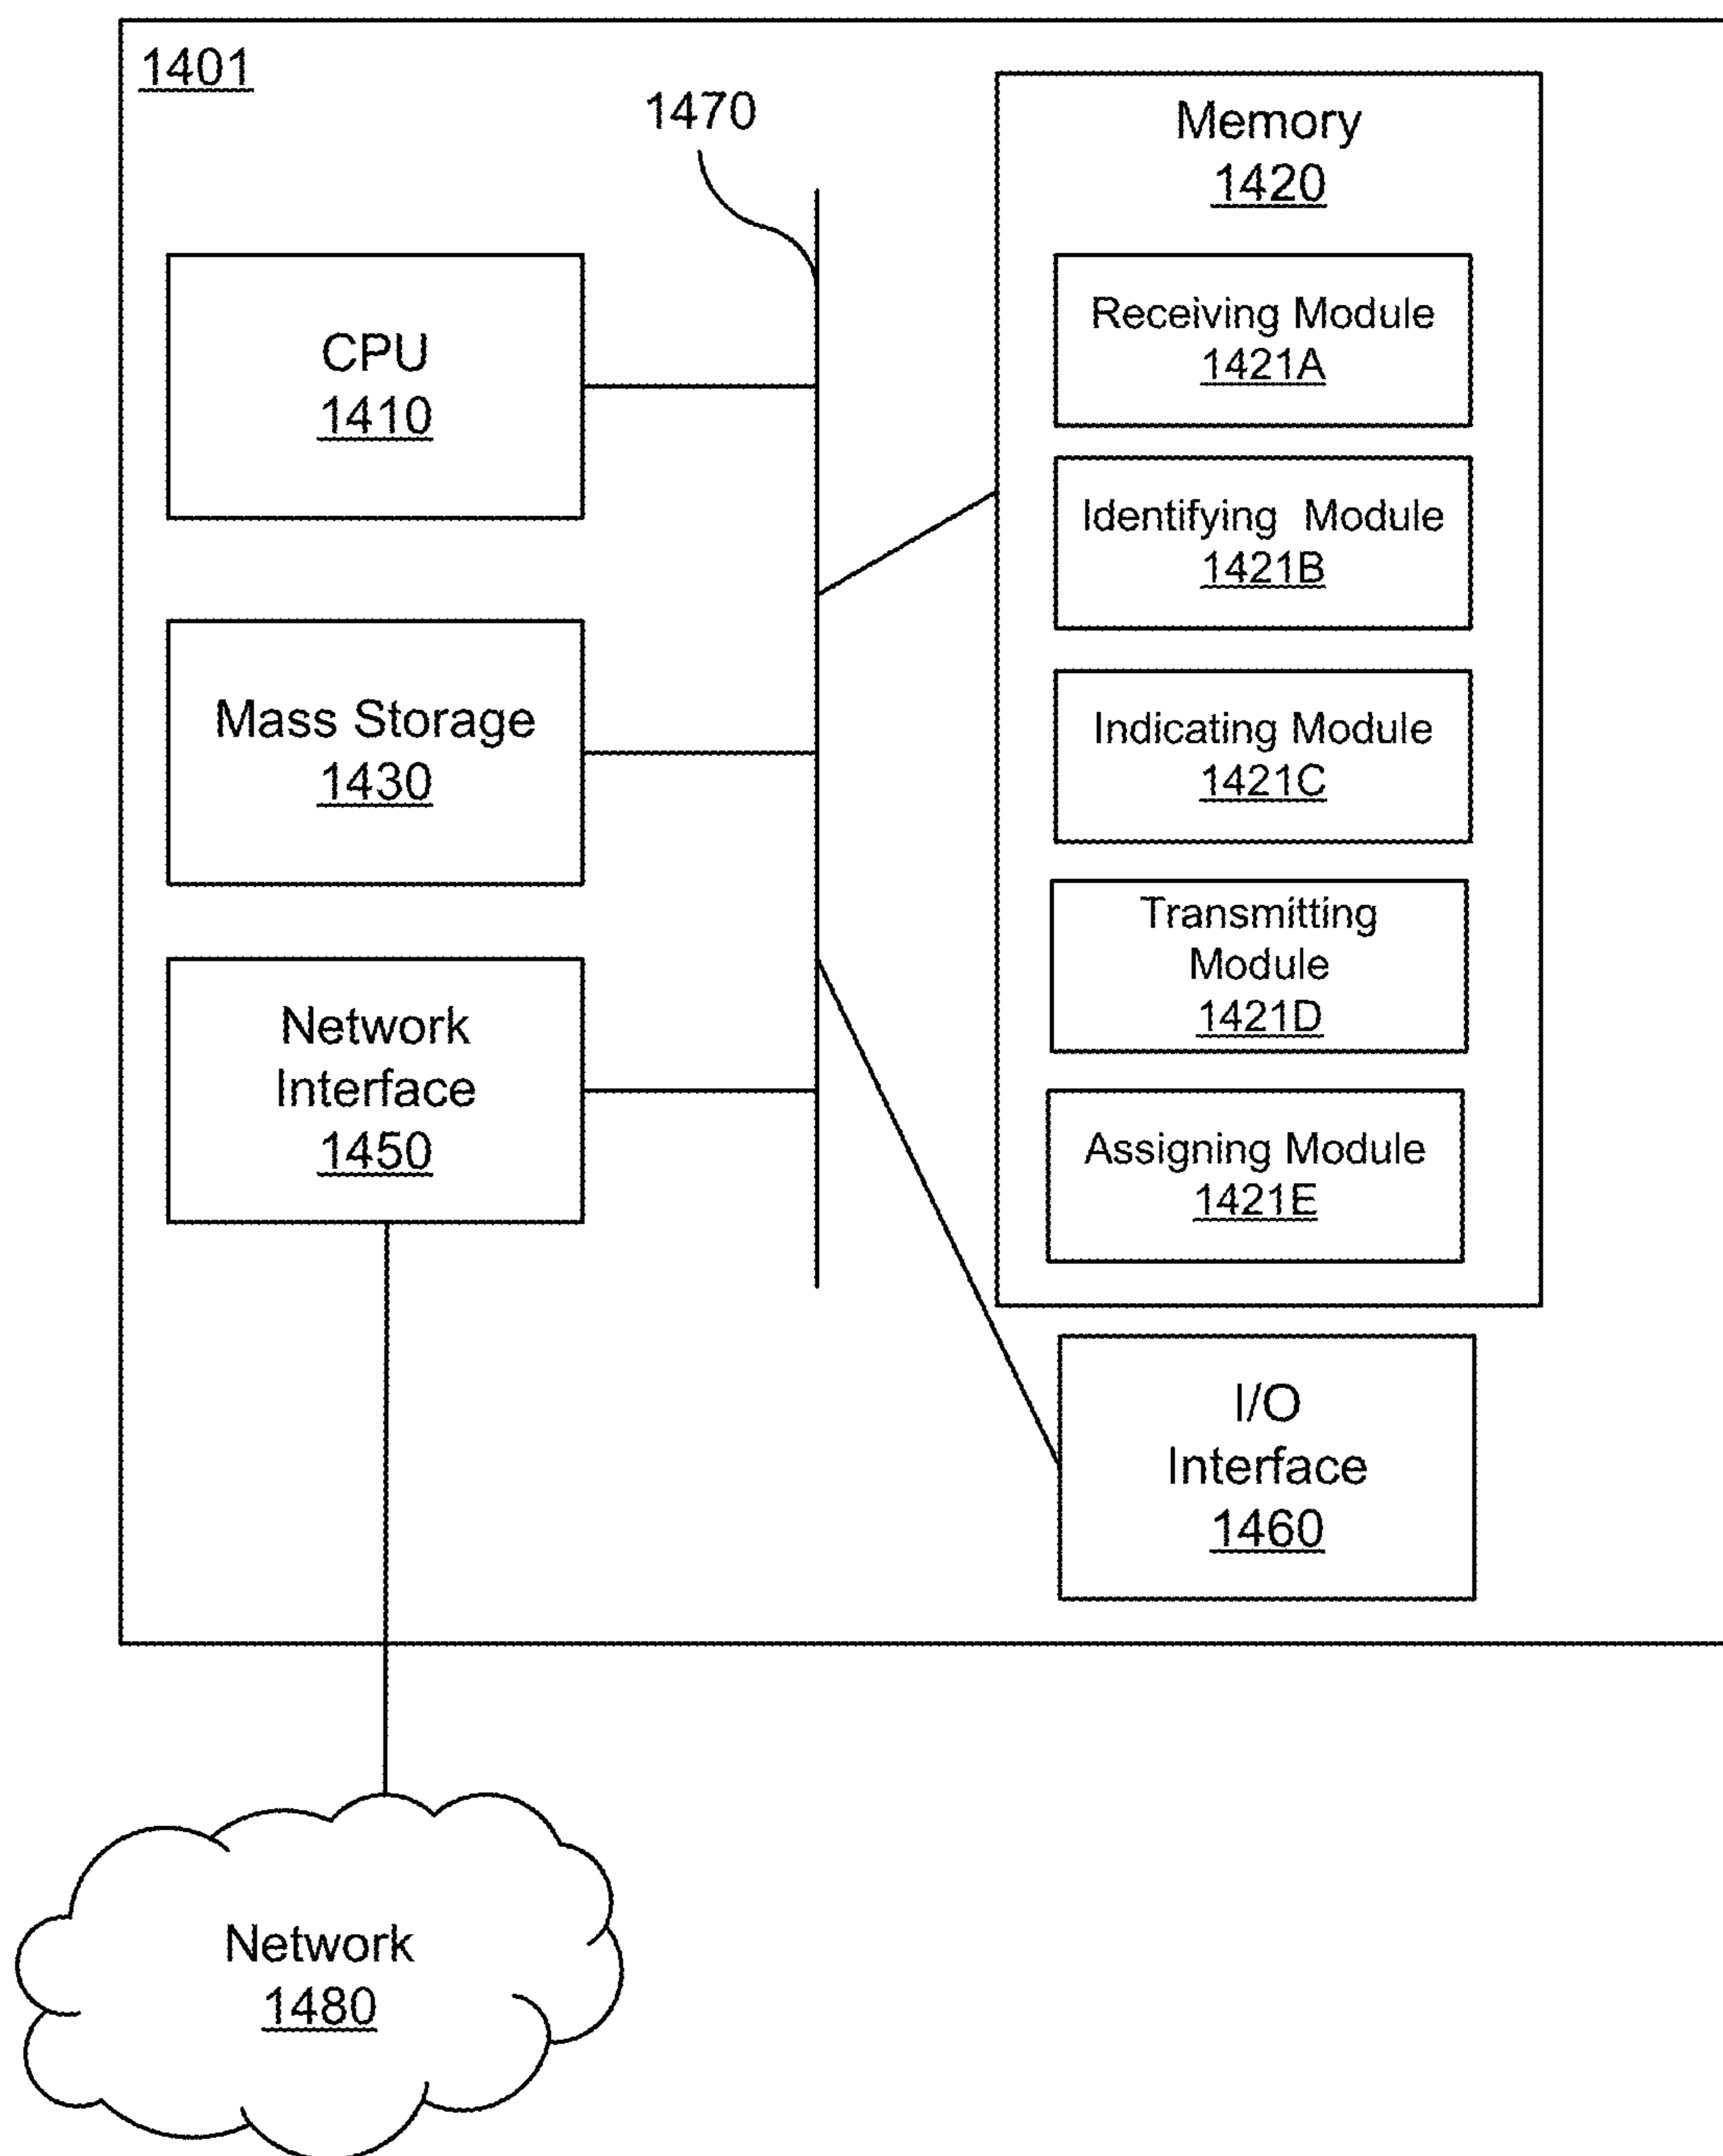 1401
1470
CPU
1410
Mass Storage
1430
Network
Interface
1450
Memory
1420
Receiving Module
1421A
Identifying Module
1421B
Indicating Module
1421C
Transmitting
Module
1421D
Assigning Module
1421E
I/O
Interface
1460
Network
1480